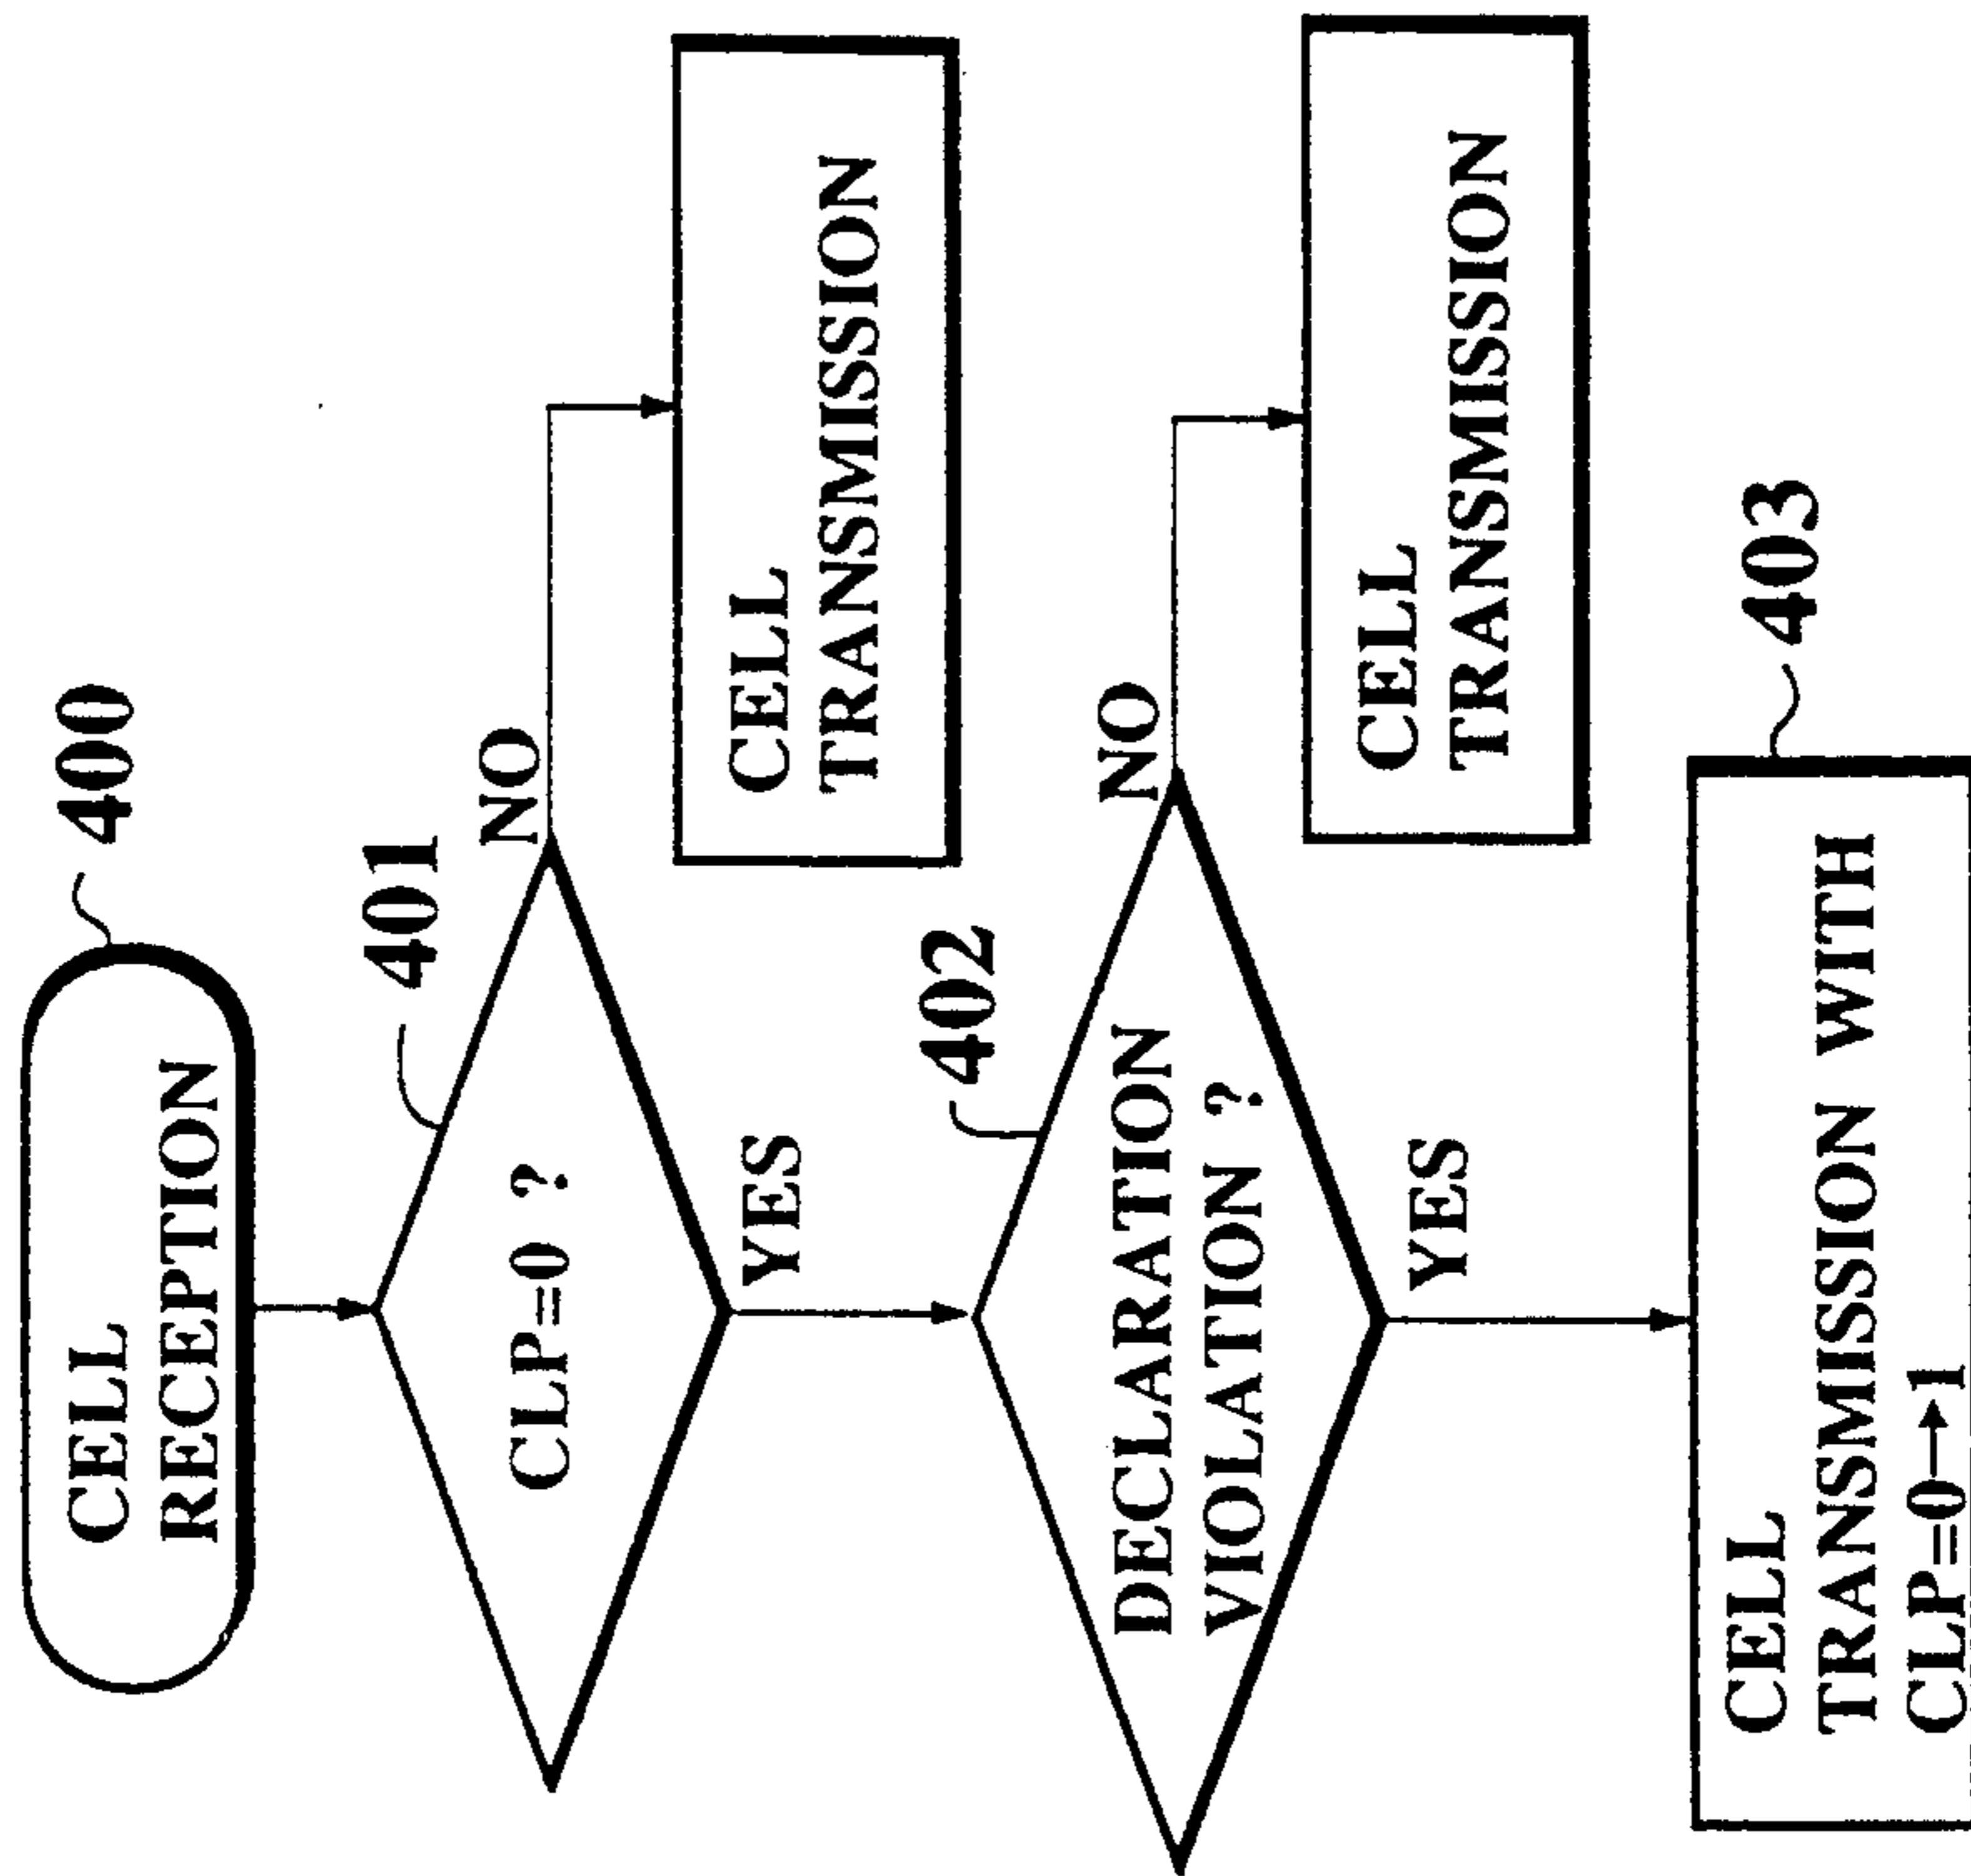 CELL
RECEPTION
400
401
CLP=0 ?
NO
CELL
TRANSMISSION
YES
402
DECLARATION
VIOLATION ?
NO
CELL
TRANSMISSION
YES
403
CELL
TRANSMISSION WITH
CLP=0→1